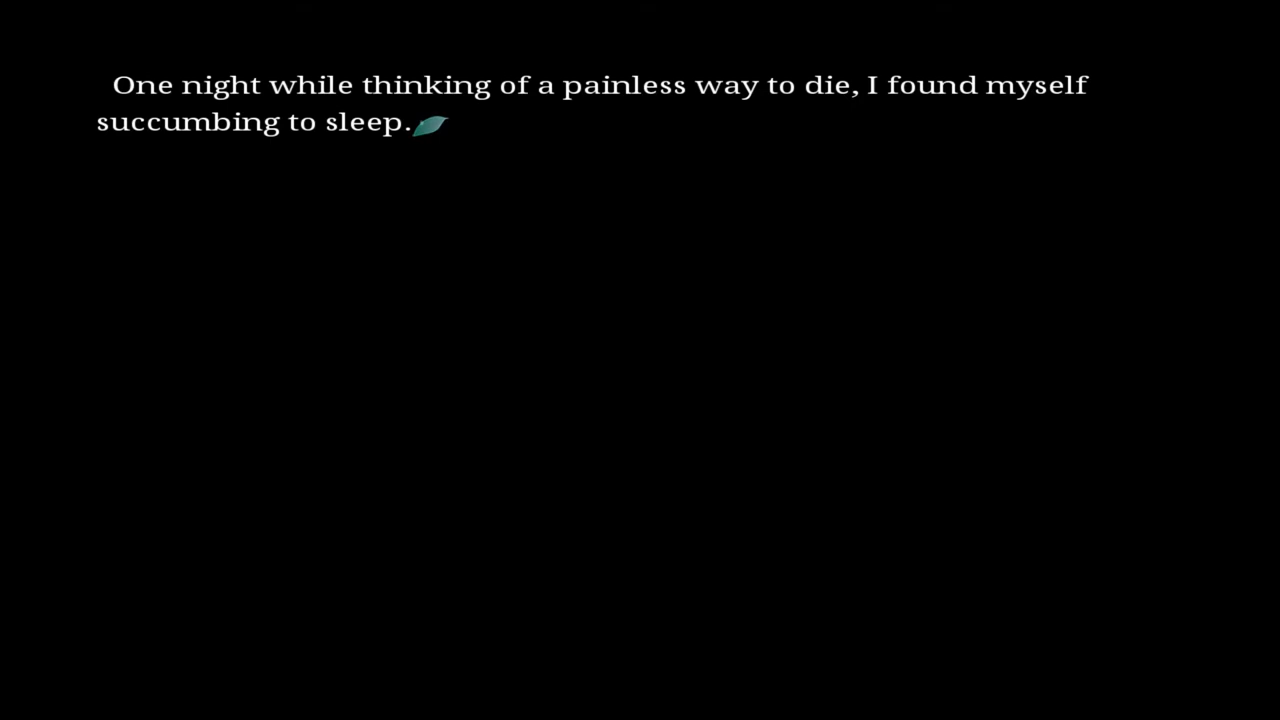 One night while thinking of a painless way to die, I found myself
succumbing to sleep.